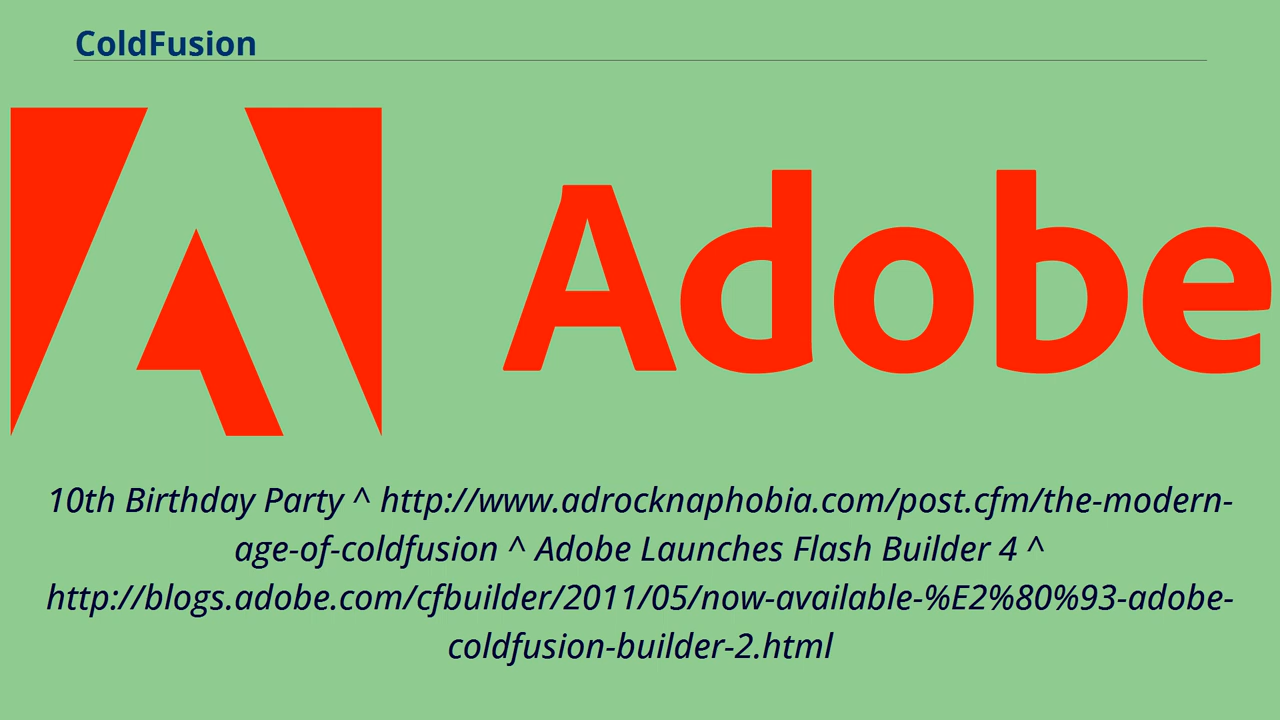 ColdFusion
Adobe
10th Birthday Party ^ http://www.adrocknaphobia.com/post.cfm/the-modern-
age-of-coldfusion ^ Adobe Launches Flash Builder 4 ^
http://blogs.adobe.com/cfbuilder/2011/05/now-available-%E2%80%93-adobe-
coldfusion-builder-2.html